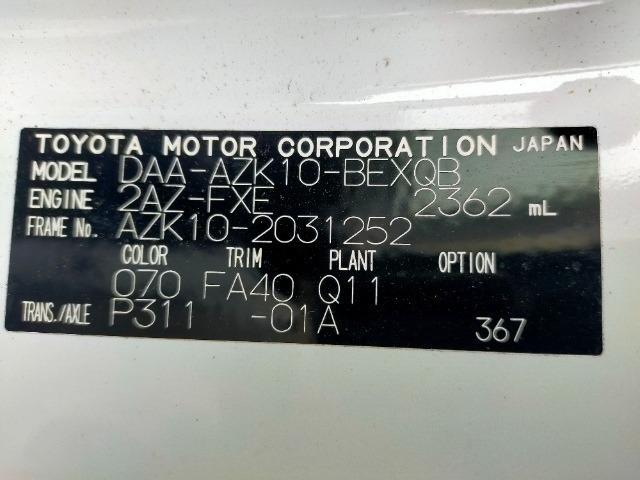 TOYOTA MOTOR CORPORATION JAPAN
MODEL DAA-AZK10-BEXQB
ENGINE 2AZ-FXE 2362 mL
FRAME No. AZK10-2031252
COLOR TRIM PLANT OPTION
070 FA40 Q11
TRANS./AXLE P311 -01A 367